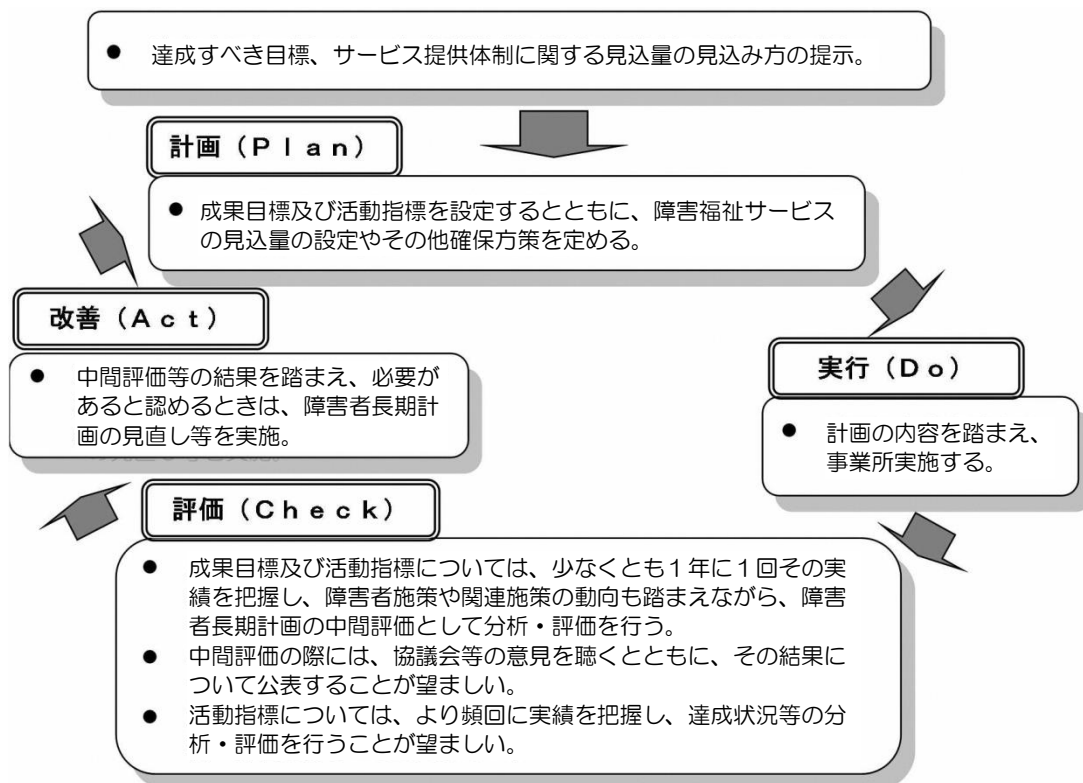 ● 達成すべき目標、サービス提供体制に関する見込量の見込み方の提示。
計画（Ｐｌａｎ）
● 成果目標及び活動指標を設定するとともに、障害福祉サービス
の見込量の設定やその他確保方策を定める。
改善（Ａｃｔ）
● 中間評価等の結果を踏まえ、必要が
あると認めるときは、障害者長期計
画の見直し等を実施。
実行（Ｄｏ）
● 計画の内容を踏まえ、
事業所実施する。
評価（Ｃｈｅｃｋ）
● 成果目標及び活動指標については、少なくとも１年に１回その実
績を把握し、障害者施策や関連施策の動向も踏まえながら、障害
者長期計画の中間評価として分析・評価を行う。
● 中間評価の際には、協議会等の意見を聴くとともに、その結果に
ついて公表することが望ましい。
● 活動指標については、より頻回に実績を把握し、達成状況等の分
析・評価を行うことが望ましい。